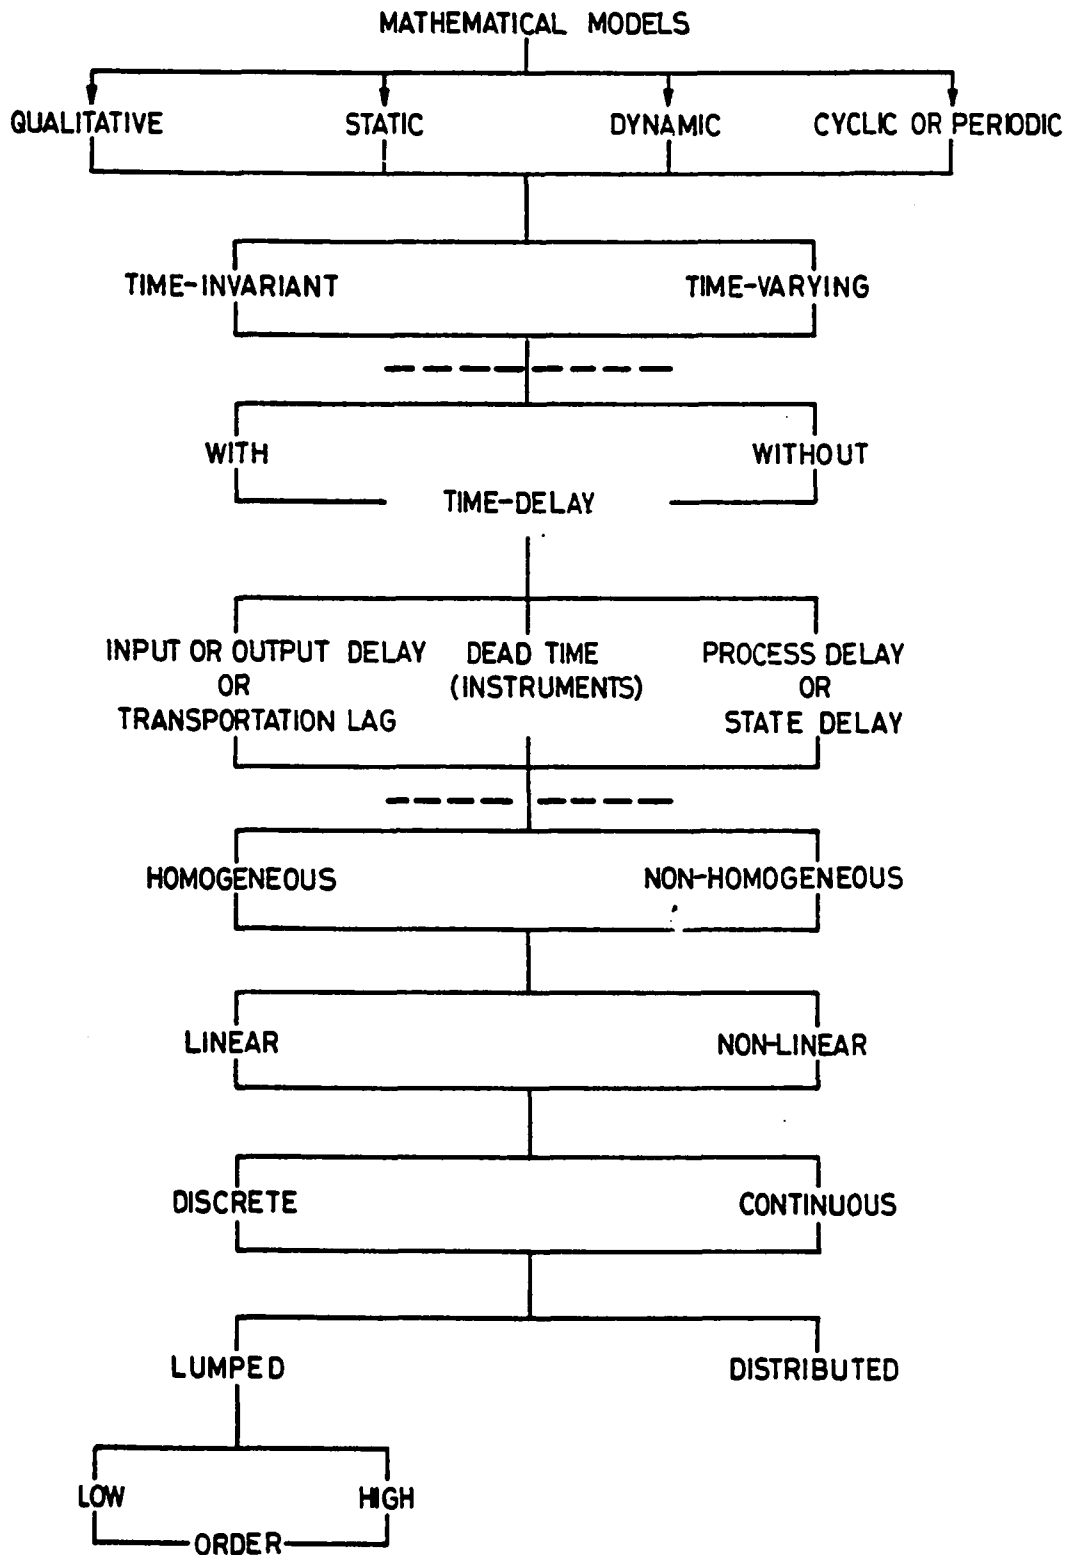 MATHEMATICAL MODELS
QUALITATIVE
STATIC
DYNAMIC
CYCLIC OR PERIODIC
TIME-INVARIANT
TIME-VARYING
WITH
WITHOUT
TIME-DELAY
INPUT OR OUTPUT DELAY
OR
TRANSPORTATION LAG
DEAD TIME
(INSTRUMENTS)
PROCESS DELAY
OR
STATE DELAY
HOMOGENEOUS
NON-HOMOGENEOUS
LINEAR
NON-LINEAR
DISCRETE
CONTINUOUS
LUMPED
DISTRIBUTED
LOW
HIGH
ORDER